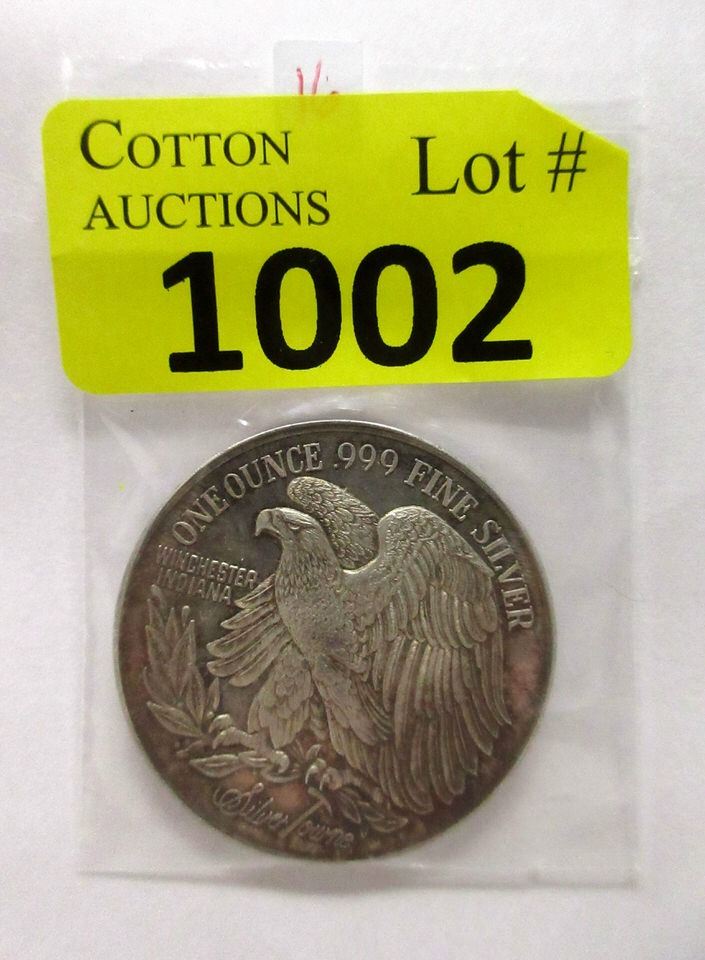 COTTON
AUCTIONS
Lot #
1002
ONE OUNCE .999 FINE SILVER
WINCHESTER
INDIANA
Silver Towne